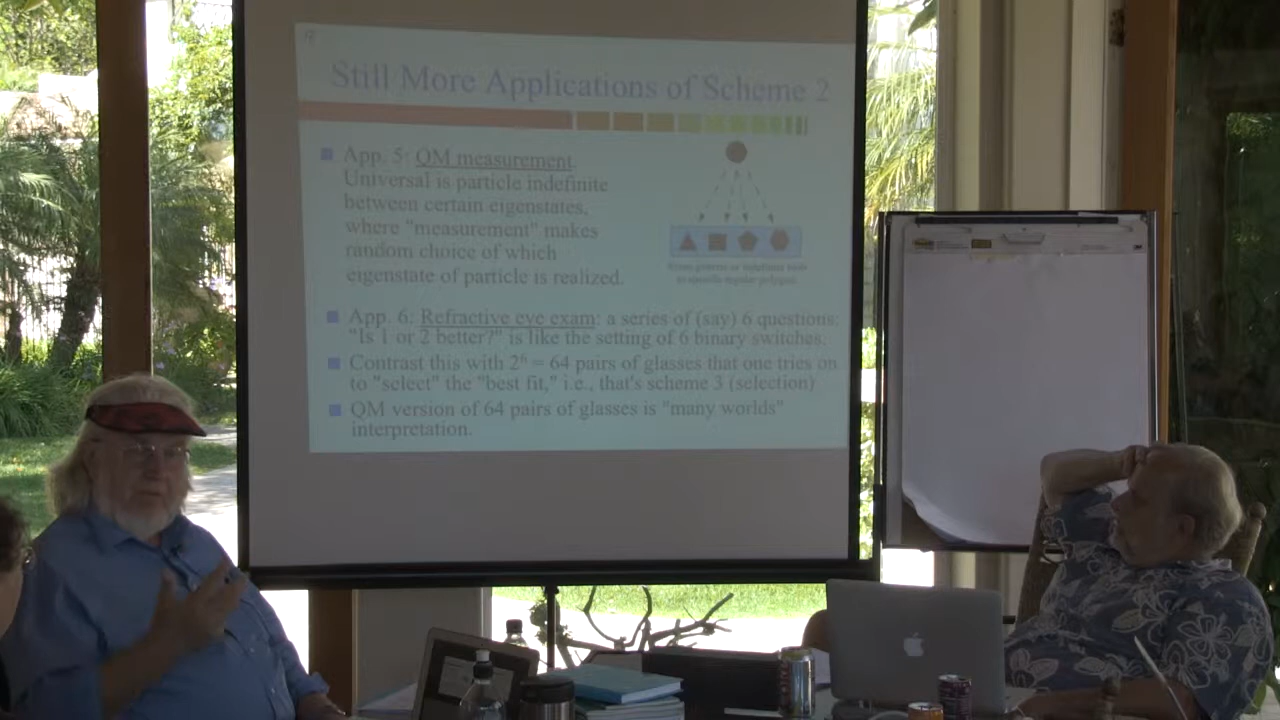 Still More Applications of Scheme 2
App. 5: QM measurement.
Universal is particle indefinite
between certain eigenstates,
where "measurement" makes
random choice of which
eigenstate of particle is realized.
App. 6: Refractive eye exam: a series of (say) 6 questions:
"Is 1 or 2 better?" is like the setting of 6 binary switches.
Contrast this with 2⁶ = 64 pairs of glasses that one tries on
to "select" the "best fit," i.e., that's scheme 3 (selection)
QM version of 64 pairs of glasses is "many worlds"
interpretation.